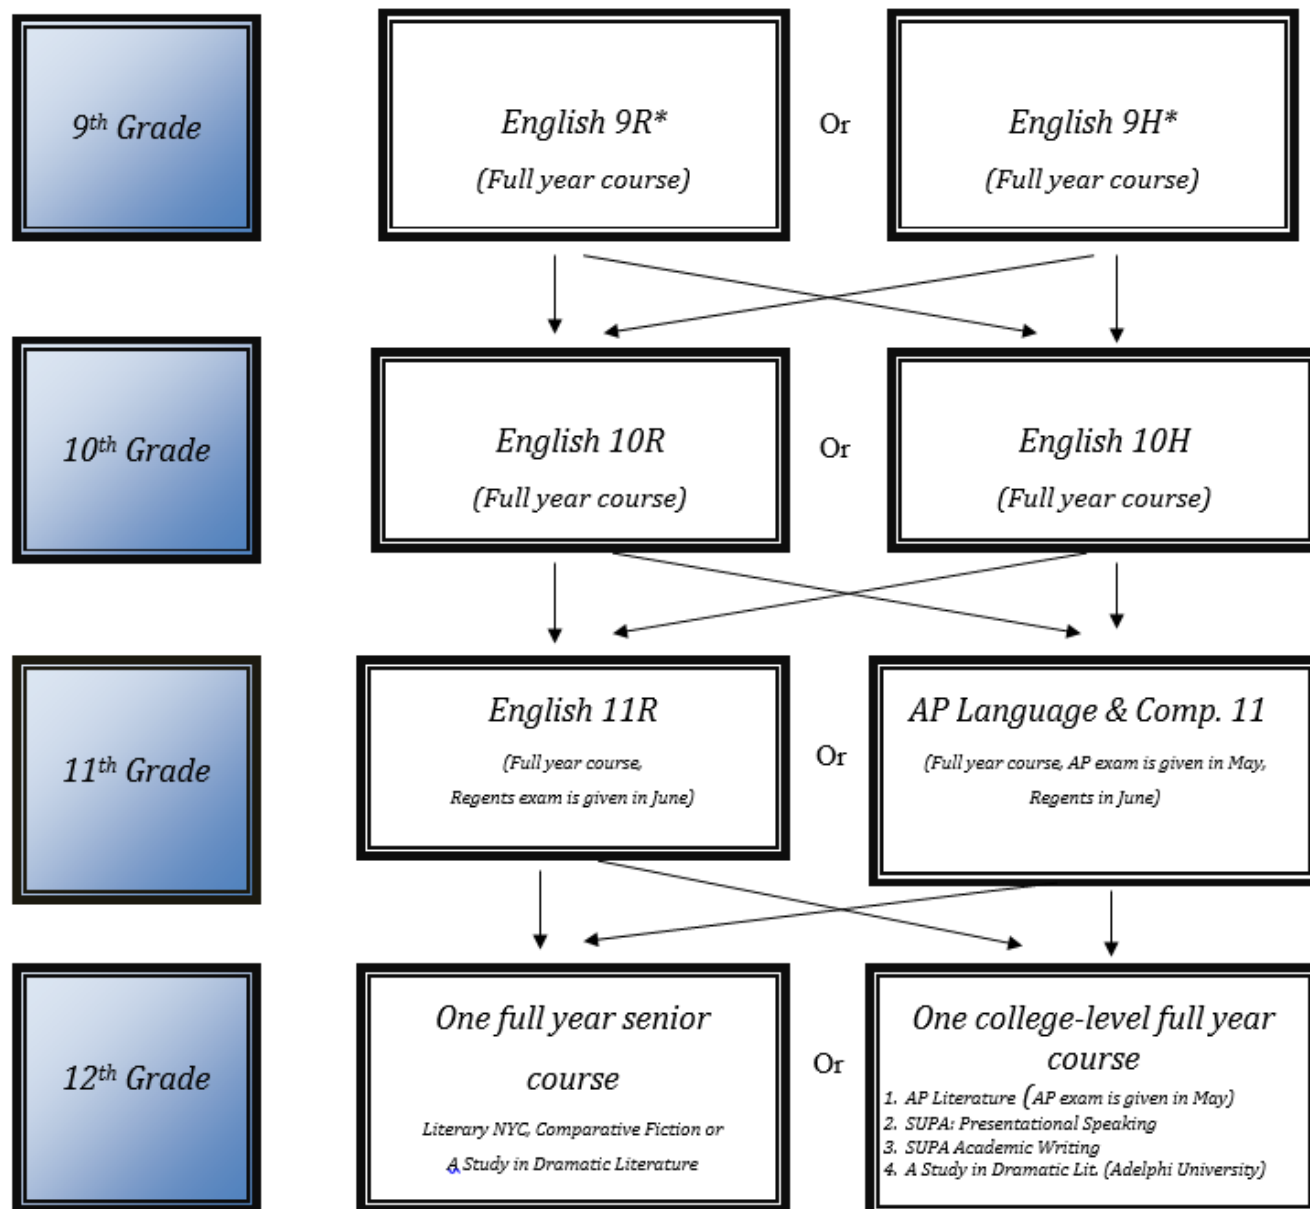 9th Grade
English 9R*
(Full year course)
Or
English 9H*
(Full year course)
10th Grade
English 10R
(Full year course)
Or
English 10H
(Full year course)
11th Grade
English 11R
(Full year course,
Regents exam is given in June)
Or
AP Language & Comp. 11
(Full year course, AP exam is given in May,
Regents in June)
12th Grade
One full year senior
course
Literary NYC, Comparative Fiction or
A Study in Dramatic Literature
Or
One college-level full year
course
1. AP Literature (AP exam is given in May)
2. SUPA: Presentational Speaking
3. SUPA Academic Writing
4. A Study in Dramatic Lit. (Adelphi University)